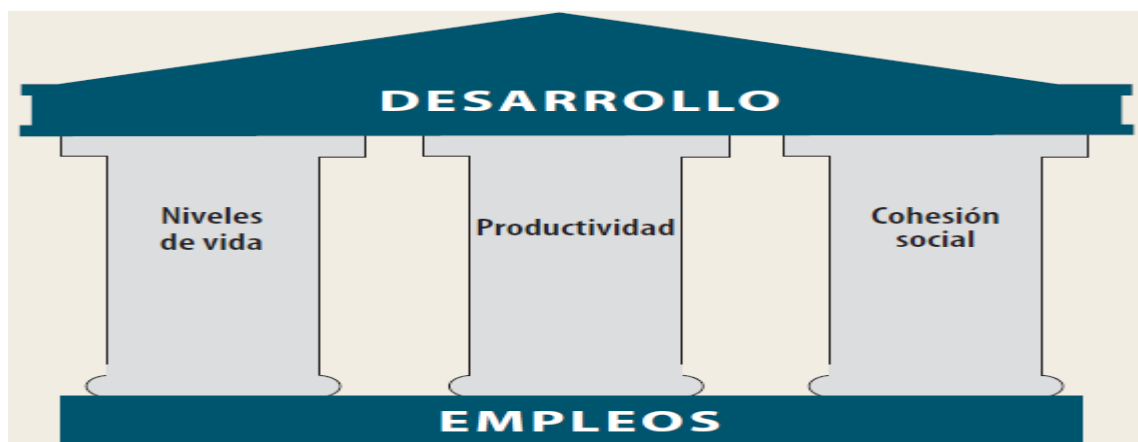 DESARROLLO
Niveles
de vida
Productividad
Cohesión
social
EMPLEOS